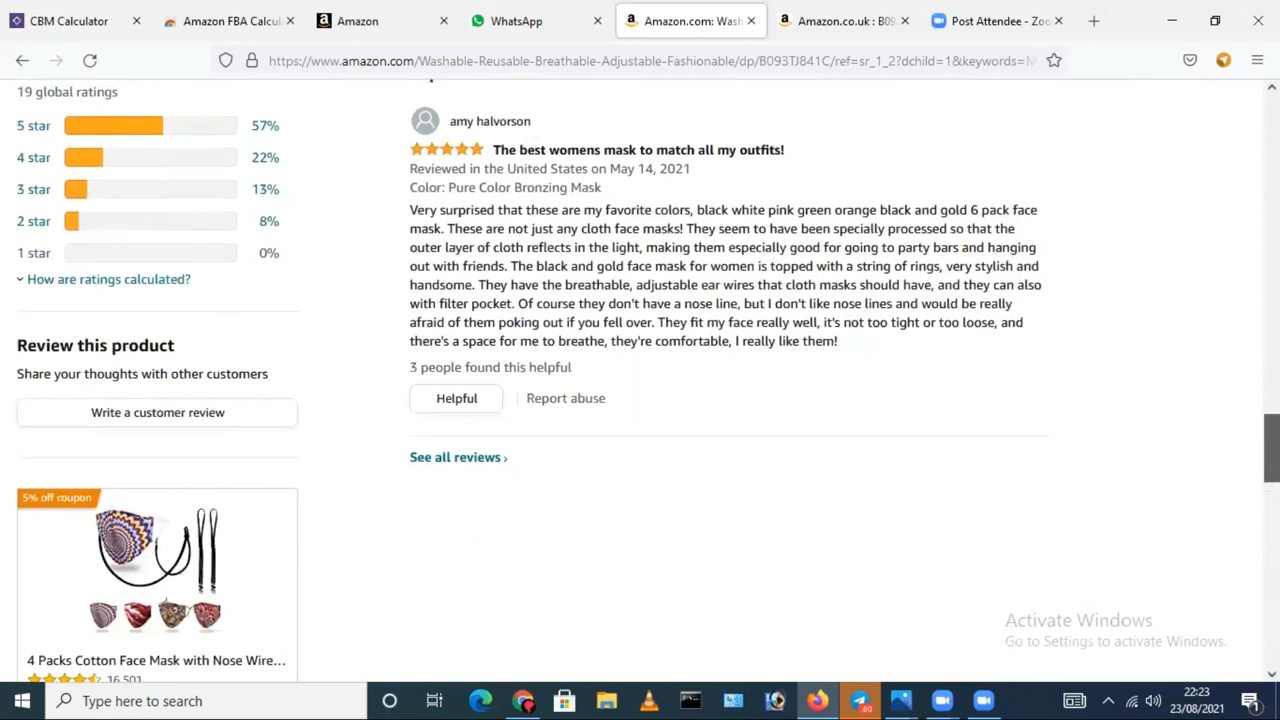 CBM Calculator
Amazon FBA Calcul
Amazon
WhatsApp
Amazon.com: Wash
Amazon.co.uk : B09
Post Attendee - Zoo
https://www.amazon.com/Washable-Reusable-Breathable-Adjustable-Fashionable/dp/B093TJ841C/ref=sr_1_2?dchild=1&keywords=M
19 global ratings
5 star 57%
4 star 22%
3 star 13%
2 star 8%
1 star 0%
How are ratings calculated?
Review this product
Share your thoughts with other customers
Write a customer review
5% off coupon
4 Packs Cotton Face Mask with Nose Wire...
16,501
amy halvorson
The best womens mask to match all my outfits!
Reviewed in the United States on May 14, 2021
Color: Pure Color Bronzing Mask
Very surprised that these are my favorite colors, black white pink green orange black and gold 6 pack face
mask. These are not just any cloth face masks! They seem to have been specially processed so that the
outer layer of cloth reflects in the light, making them especially good for going to party bars and hanging
out with friends. The black and gold face mask for women is topped with a string of rings, very stylish and
handsome. They have the breathable, adjustable ear wires that cloth masks should have, and they can also
with filter pocket. Of course they don't have a nose line, but I don't like nose lines and would be really
afraid of them poking out if you fell over. They fit my face really well, it's not too tight or too loose, and
there's a space for me to breathe, they're comfortable, I really like them!
3 people found this helpful
Helpful
Report abuse
See all reviews ›
Activate Windows
Go to Settings to activate Windows.
Type here to search
60
22:23
23/08/2021
1